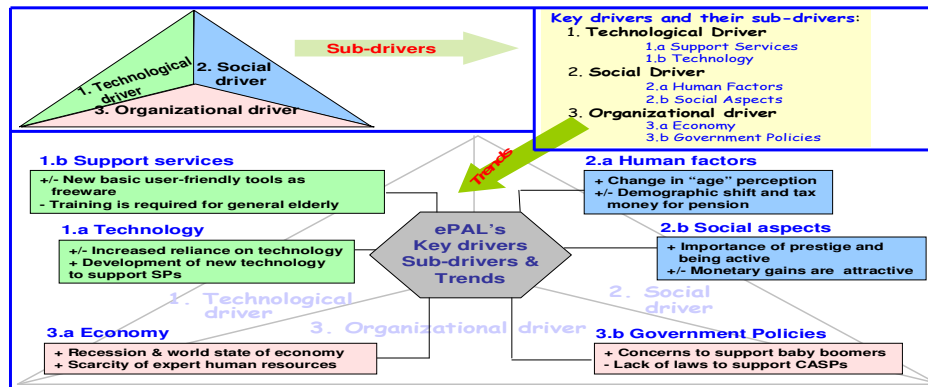 1. Technological
driver
2. Social
driver
3. Organizational driver
Sub-drivers
Key drivers and their sub-drivers:
1. Technological Driver
1.a Support Services
1.b Technology
2. Social Driver
2.a Human Factors
2.b Social Aspects
3. Organizational driver
3.a Economy
3.b Government Policies
Trends
1.b Support services
+/- New basic user-friendly tools as
freeware
- Training is required for general elderly
2.a Human factors
+ Change in “age” perception
+/- Demographic shift and tax
money for pension
1.a Technology
+/- Increased reliance on technology
+ Development of new technology
to support SPs
ePAL’s
Key drivers
Sub-drivers &
Trends
2.b Social aspects
+ Importance of prestige and
being active
+/- Monetary gains are attractive
1. Technological
driver
2. Social
driver
3. Organizational driver
3.a Economy
+ Recession & world state of economy
+ Scarcity of expert human resources
3.b Government Policies
+ Concerns to support baby boomers
- Lack of laws to support CASPs